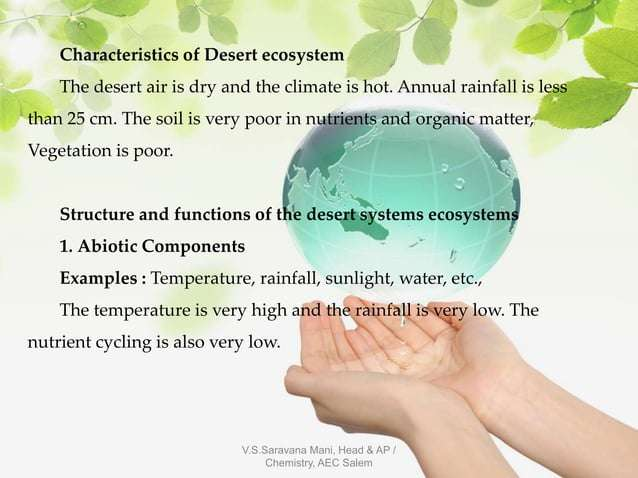 Characteristics of Desert ecosystem
The desert air is dry and the climate is hot. Annual rainfall is less
than 25 cm. The soil is very poor in nutrients and organic matter,
Vegetation is poor.
Structure and functions of the desert systems ecosystems
1. Abiotic Components
Examples : Temperature, rainfall, sunlight, water, etc.,
The temperature is very high and the rainfall is very low. The
nutrient cycling is also very low.
V.S.Saravana Mani, Head & AP /
Chemistry, AEC Salem